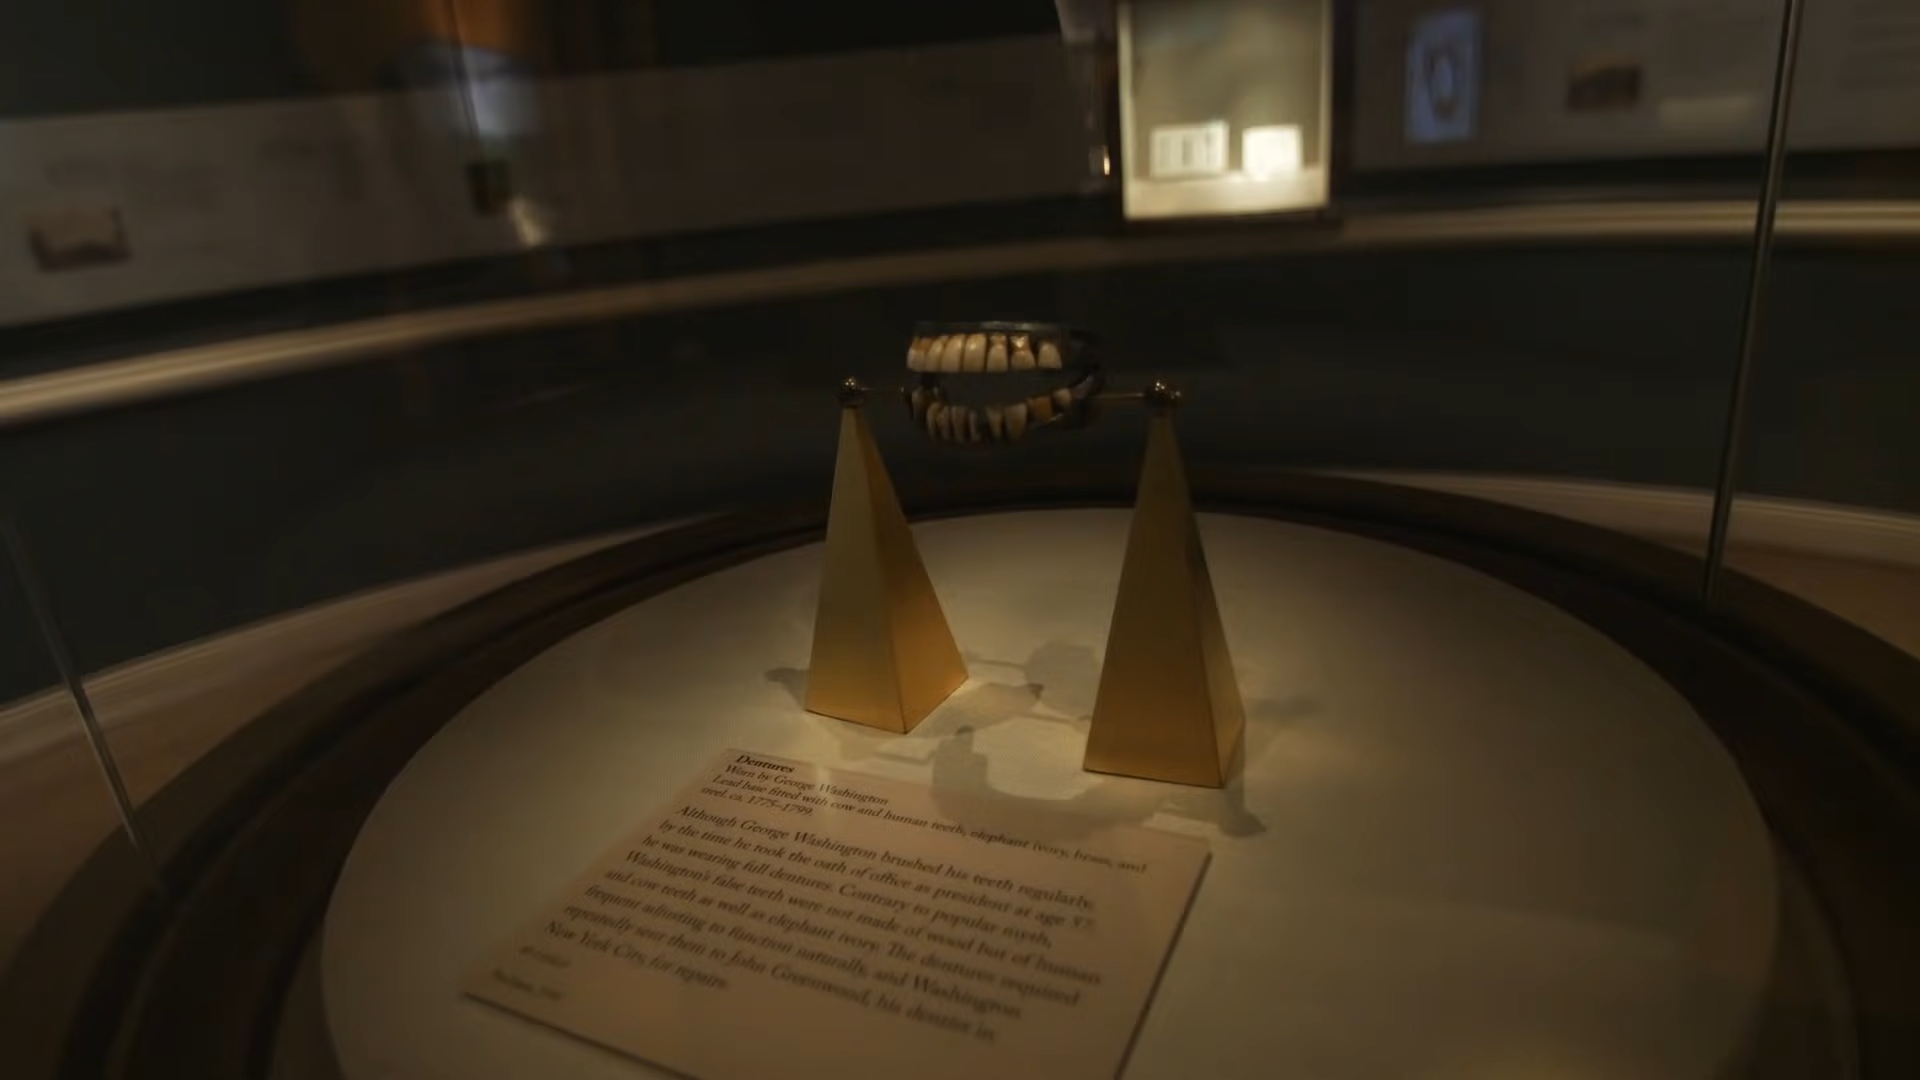 Dentures
Worn by George Washington
Lead base fitted with cow and human teeth, elephant ivory, brass, and
steel, ca. 1775–1799
Although George Washington brushed his teeth regularly,
by the time he took the oath of office as president at age 57,
he was wearing full dentures. Contrary to popular myth,
Washington's false teeth were not made of wood but of human
and cow teeth as well as elephant ivory. The dentures required
frequent adjusting to function naturally, and Washington
repeatedly sent them to John Greenwood, his dentist in
New York City, for repairs.